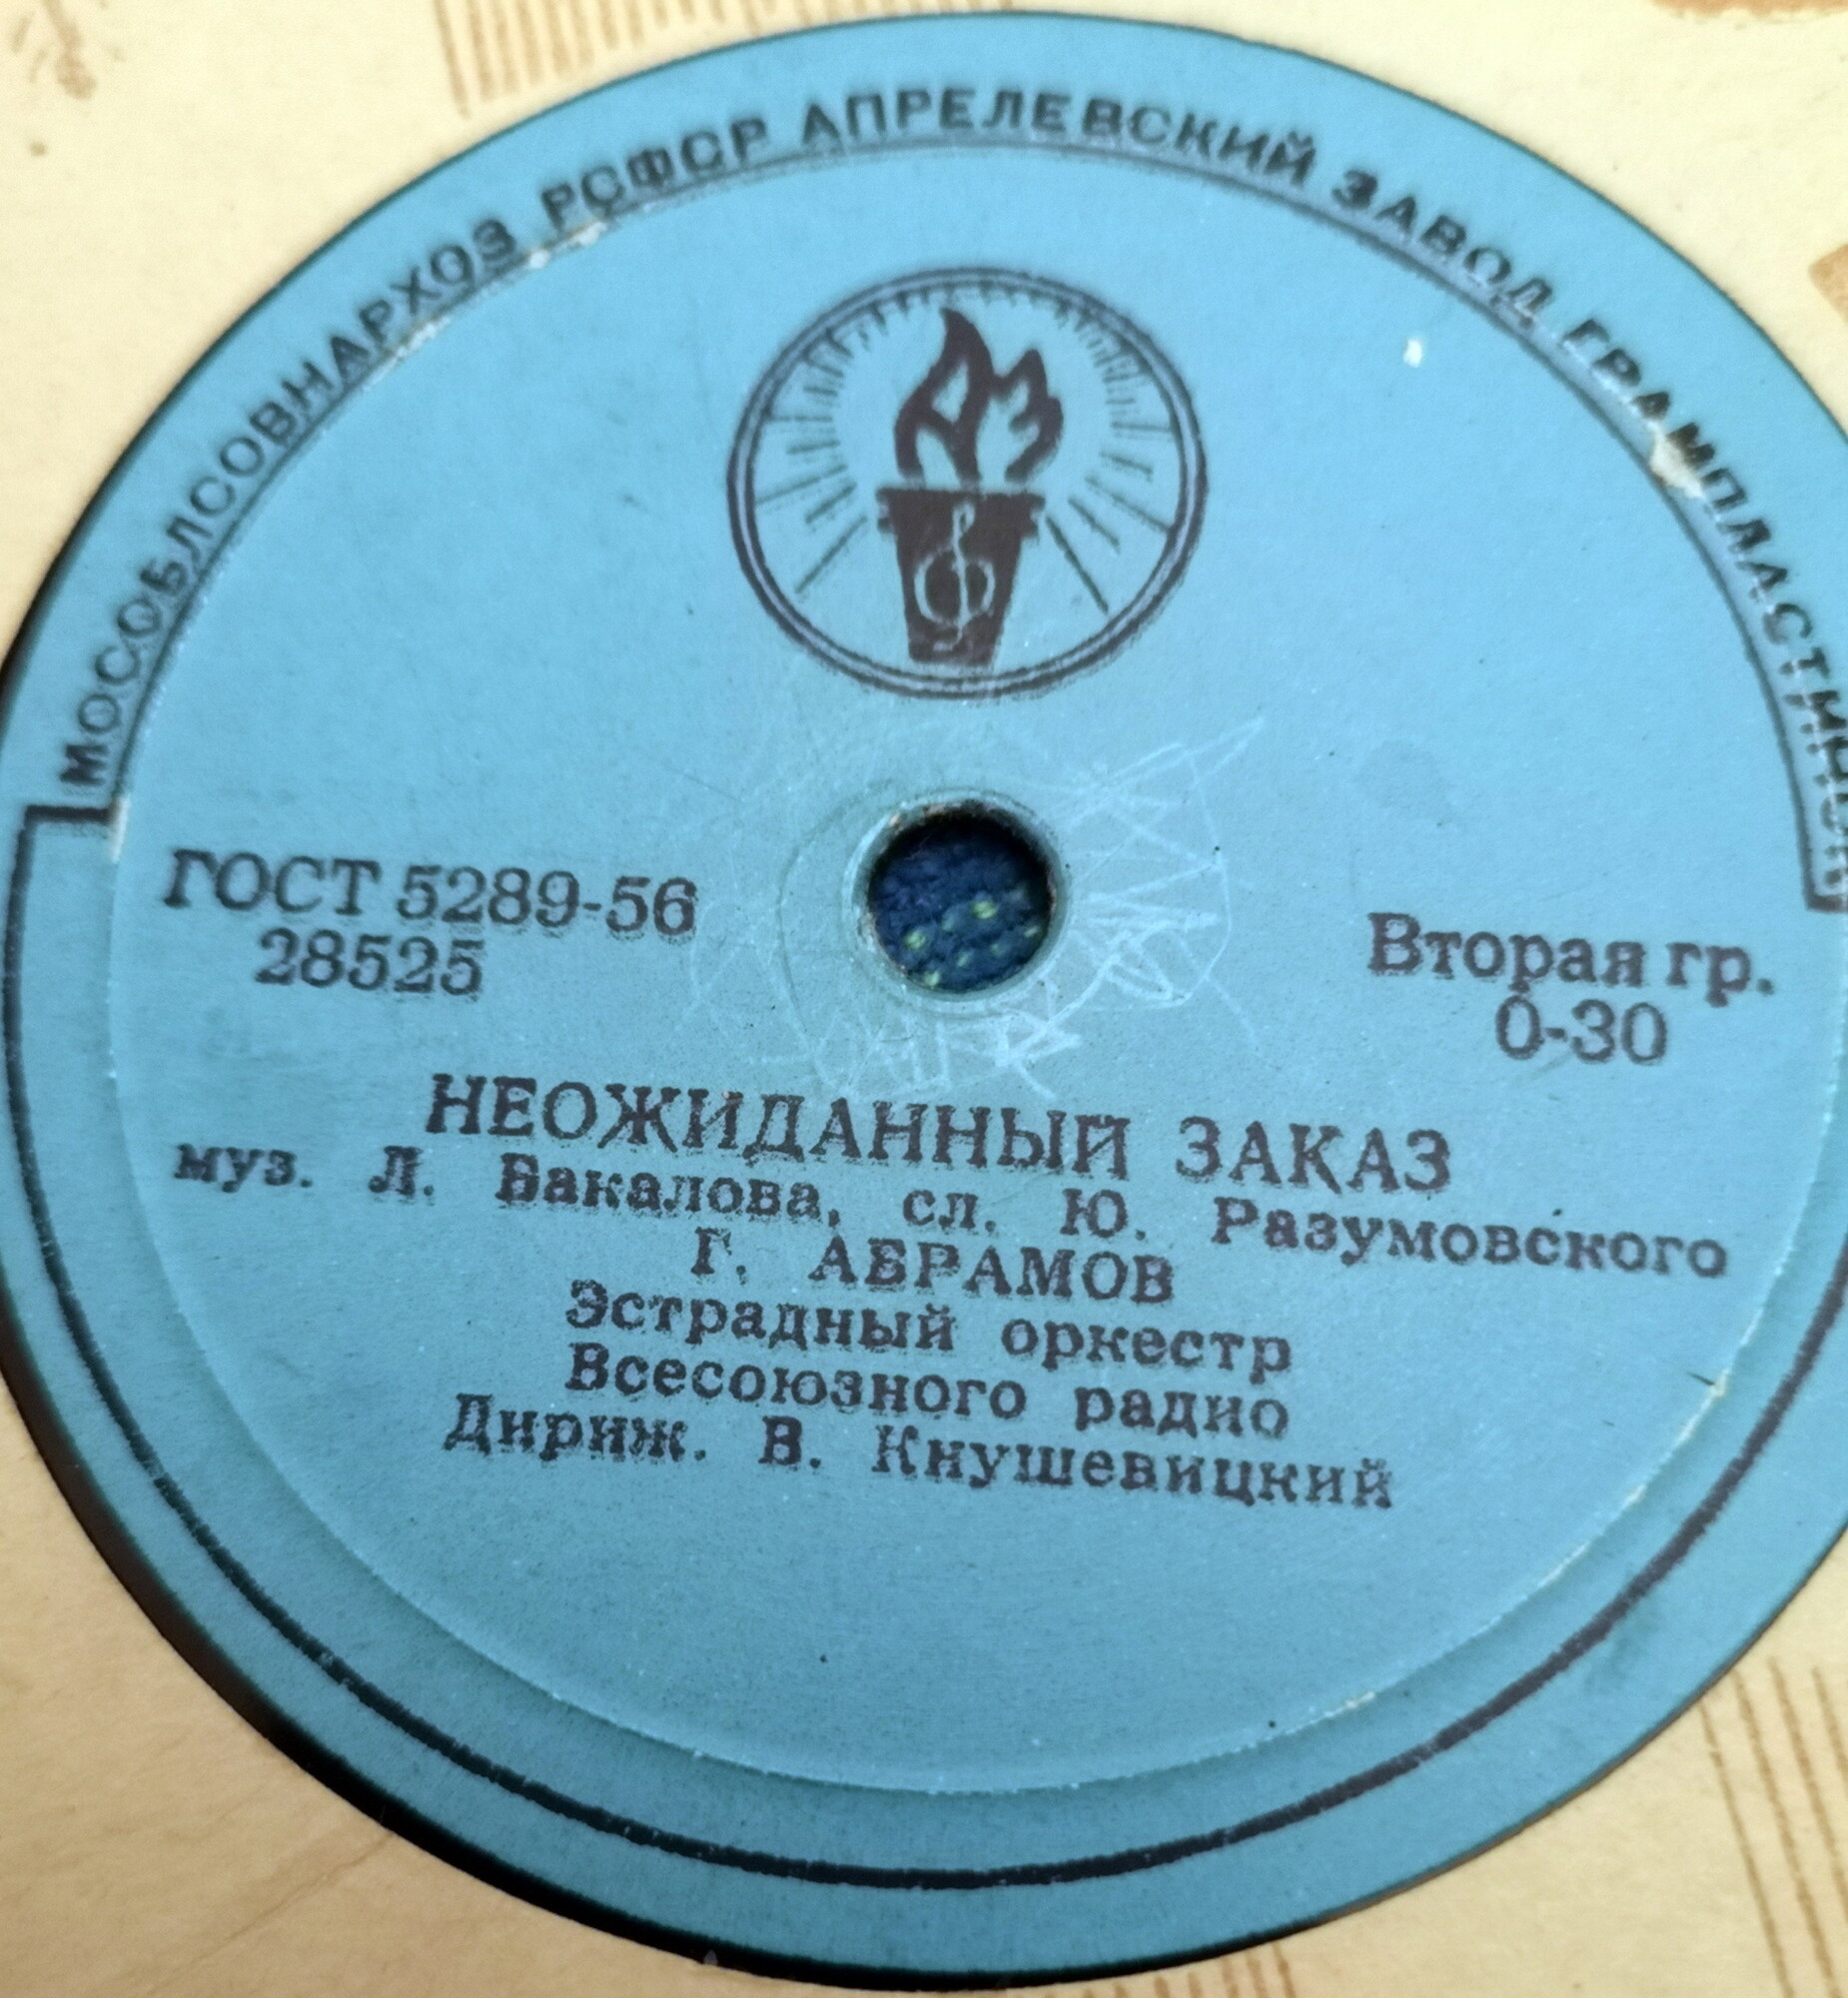 МОСОБЛСОВНАРХОЗ РСФСР АПРЕЛЕВСКИЙ ЗАВОД ГРАМПЛАСТИНОК
АЗ
ГОСТ 5289-56
28525
Вторая гр.
0-30
НЕОЖИДАННЫЙ ЗАКАЗ
муз. Л. Бакалова, сл. Ю. Разумовского
Г. АБРАМОВ
Эстрадный оркестр
Всесоюзного радио
Дириж. В. Кнушевицкий